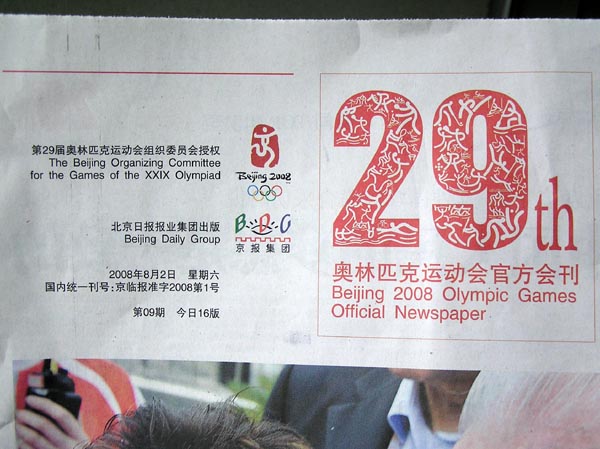 第29届奥林匹克运动会组织委员会授权
The Beijing Organizing Committee
for the Games of the XXIX Olympiad
Beijing 2008
北京日报报业集团出版
Beijing Daily Group
BDG
京报集团
2008年8月2日 星期六
国内统一刊号:京临报准字2008第1号
第09期 今日16版
29th
奥林匹克运动会官方会刊
Beijing 2008 Olympic Games
Official Newspaper